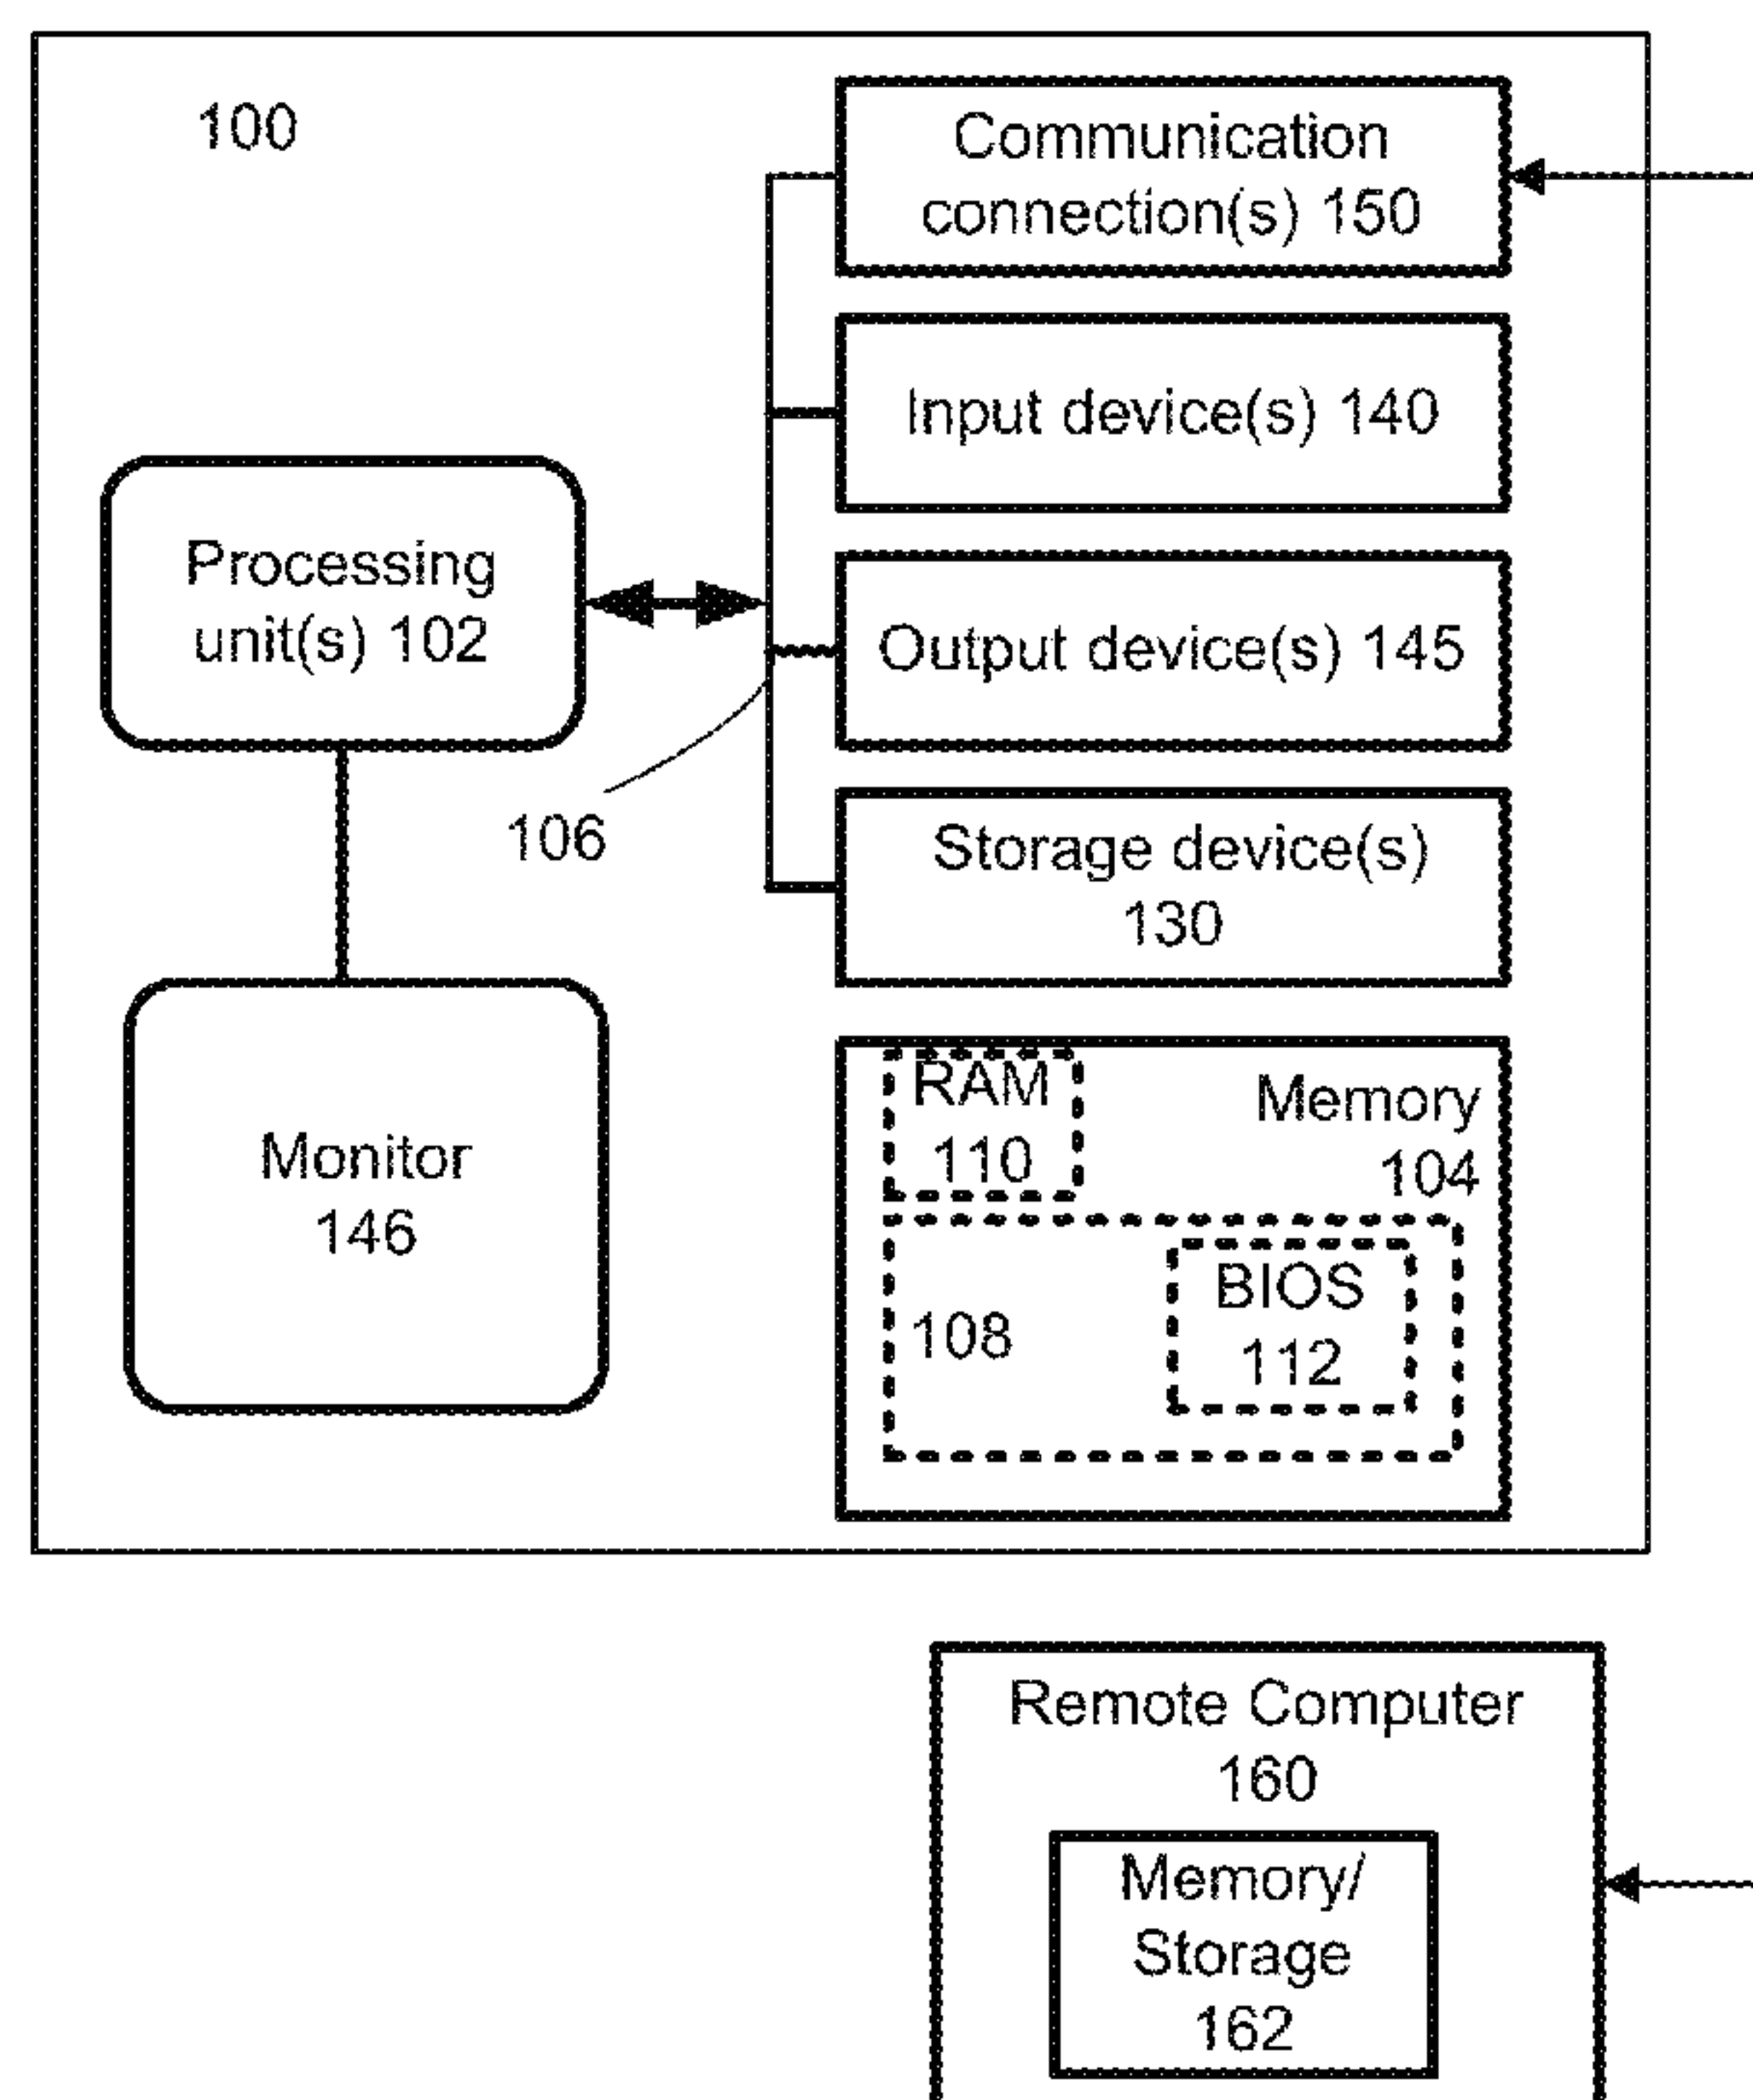 100
Communication
connection(s) 150
Input device(s) 140
Processing
unit(s) 102
Output device(s) 145
106
Storage device(s)
130
Monitor
146
RAM
110
Memory
104
108
BIOS
112
Remote Computer
160
Memory/
Storage
162